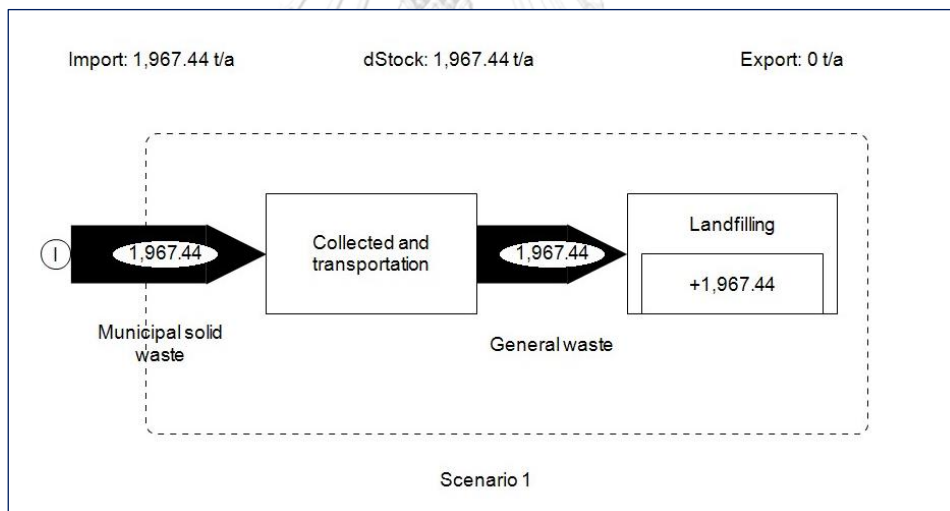 Import: 1,967.44 t/a
dStock: 1,967.44 t/a
Export: 0 t/a
I
1,967.44
Collected and
transportation
1,967.44
Landfilling
+1,967.44
Municipal solid
waste
General waste
Scenario 1